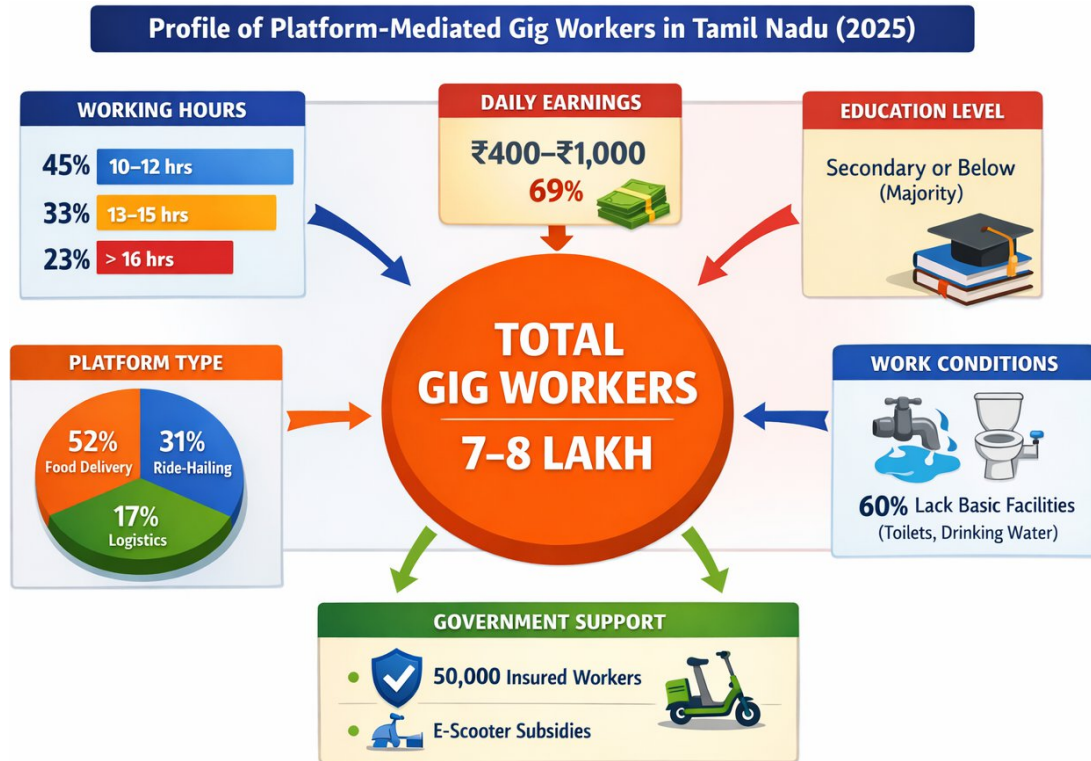 Profile of Platform-Mediated Gig Workers in Tamil Nadu (2025)
WORKING HOURS
45% 10–12 hrs
33% 13–15 hrs
23% > 16 hrs
DAILY EARNINGS
₹400–₹1,000
69%
EDUCATION LEVEL
Secondary or Below
(Majority)
PLATFORM TYPE
52%
Food Delivery
31%
Ride-Hailing
17%
Logistics
TOTAL
GIG WORKERS
7–8 LAKH
WORK CONDITIONS
60% Lack Basic Facilities
(Toilets, Drinking Water)
GOVERNMENT SUPPORT
50,000 Insured Workers
E-Scooter Subsidies